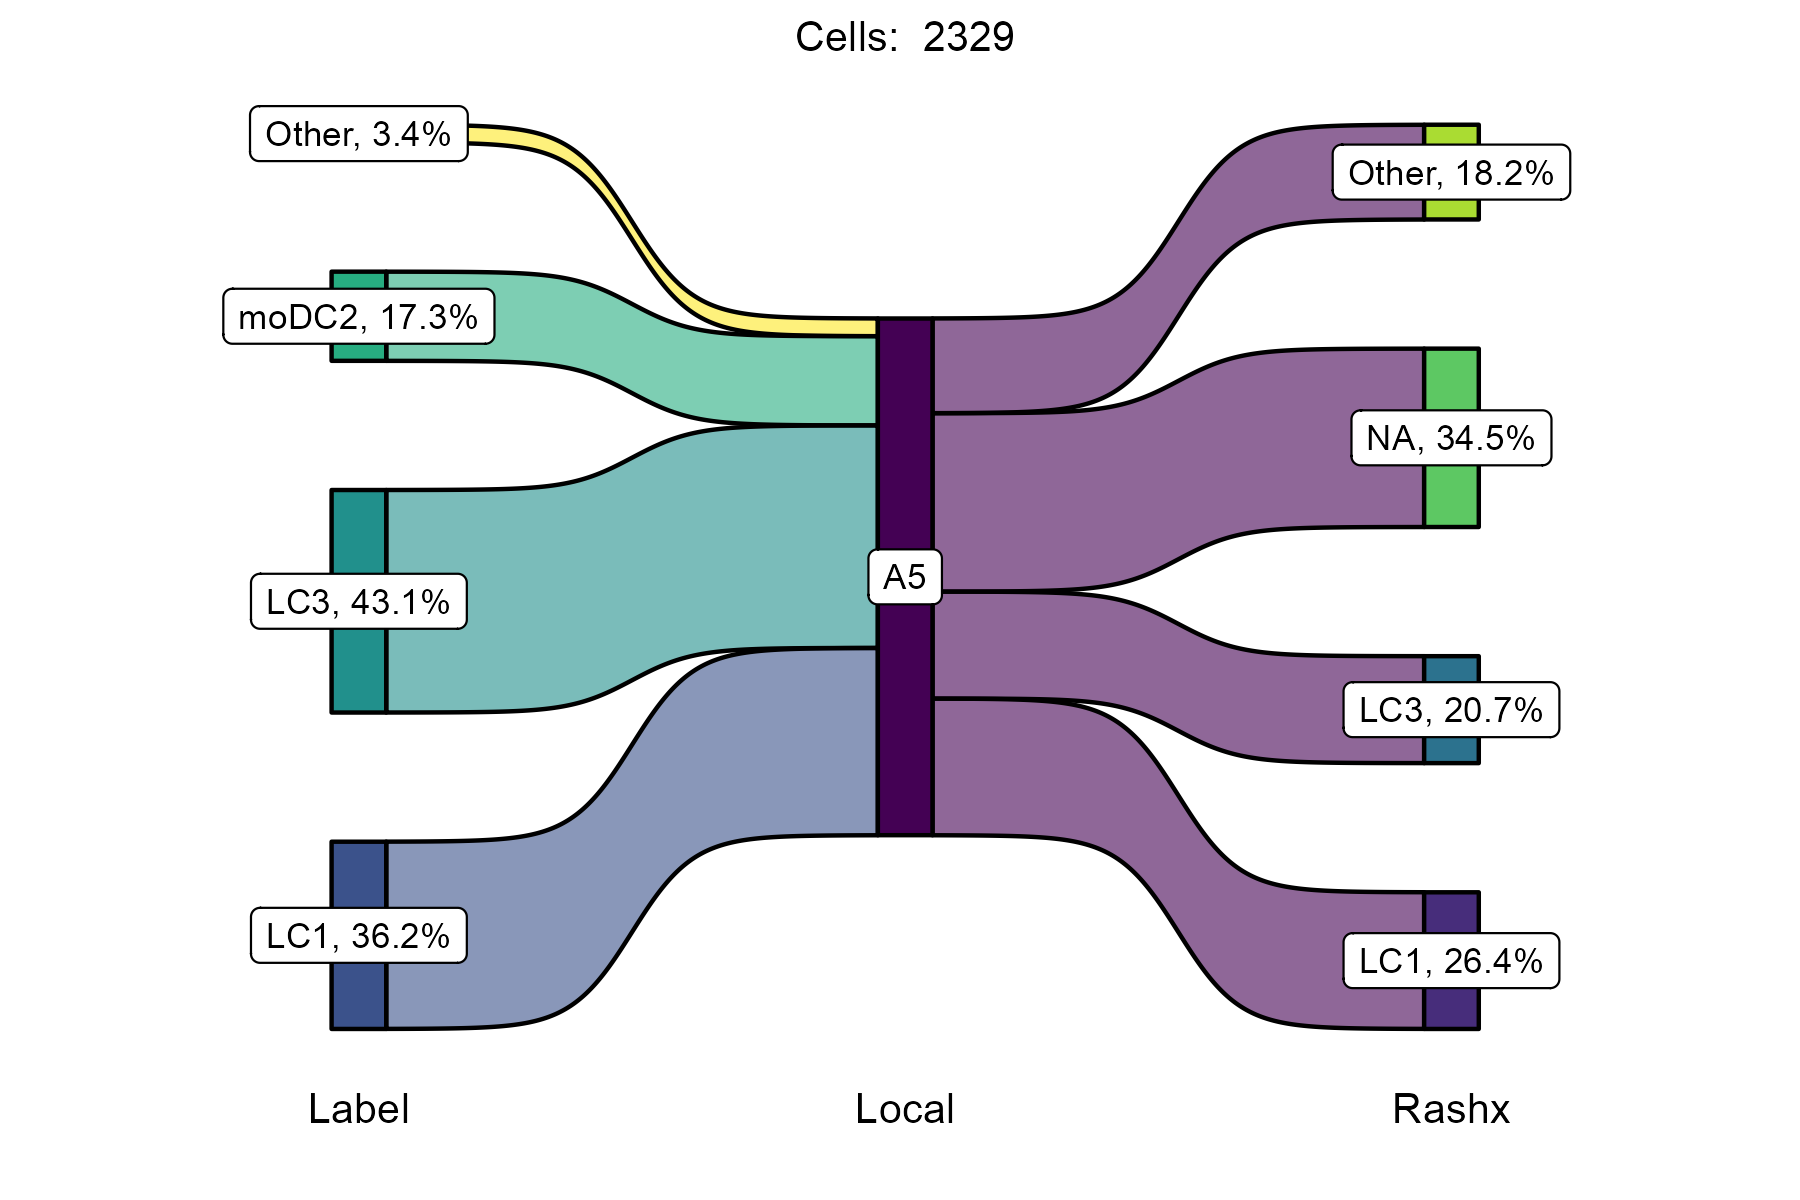 Cells:  2329
Other, 3.4%
moDC2, 17.3%
LC3, 43.1%
LC1, 36.2%
A5
Other, 18.2%
NA, 34.5%
LC3, 20.7%
LC1, 26.4%
Label
Local
Rashx